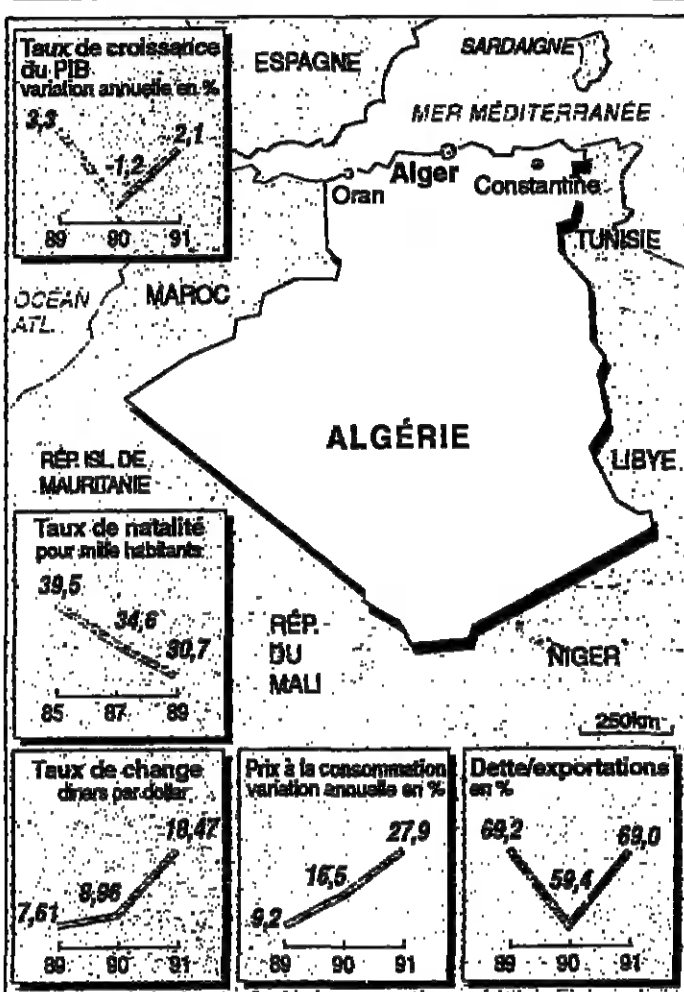 Taux de croissance
du PIB
variation annuelle en %
3,3
-1,2
2,1
89 90 91
ESPAGNE
SARDAIGNE
MER MÉDITERRANÉE
Oran
Alger
Constantine
TUNISIE
OCÉAN
ATL.
MAROC
ALGÉRIE
LIBYE
RÉP. ISL. DE
MAURITANIE
Taux de natalité
pour mille habitants
39,5
34,6
30,7
85 87 89
RÉP.
DU
MALI
NIGER
250km
Taux de change
dinars par dollar
7,61
8,96
18,47
89 90 91
Prix à la consommation
variation annuelle en %
9,2
16,5
27,9
89 90 91
Dette/exportations
en %
69,2
59,4
69,0
89 90 91